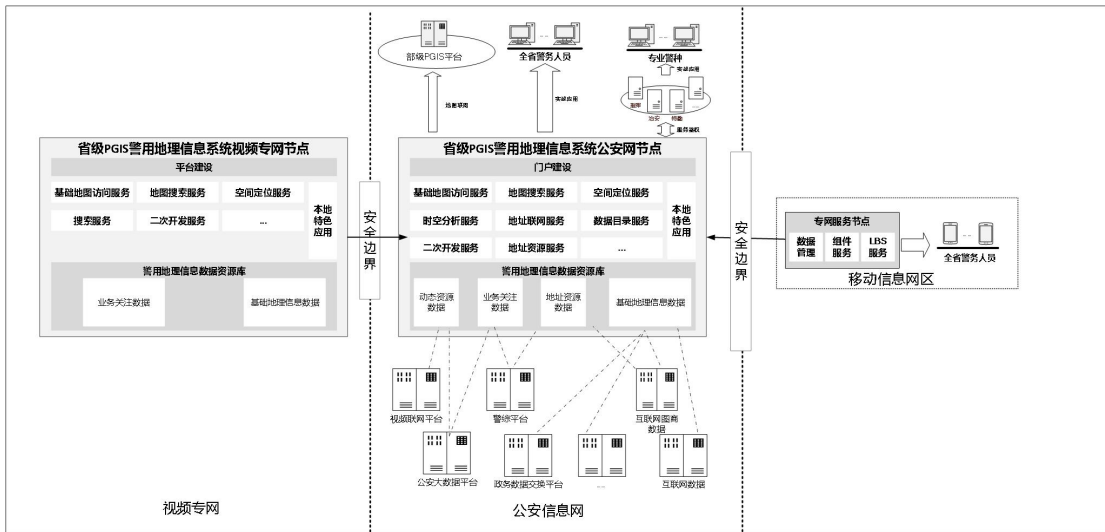 部级PGIS平台
全省警务人员
专业警种
地图联网
实战应用
实战应用
治安
服务鉴权
省级PGIS警用地理信息系统视频专网节点
平台建设
基础地图访问服务
地图搜索服务
空间定位服务
搜索服务
二次开发服务
...
本地特色应用
警用地理信息数据资源库
业务关注数据
基础地理信息数据
安全边界
省级PGIS警用地理信息系统公安网节点
门户建设
基础地图访问服务
地图搜索服务
空间定位服务
时空分析服务
地址联网服务
数据目录服务
二次开发服务
地址资源服务
...
本地特色应用
警用地理信息数据资源库
动态资源
数据
业务关注
数据
地址资源
数据
基础地理信息数据
安全边界
专网服务节点
数据
管理
组件
服务
LBS
服务
全省警务人员
移动信息网区
视频联网平台
警综平台
互联网图商
数据
公安大数据平台
政务数据交换平台
...
互联网数据
视频专网
公安信息网